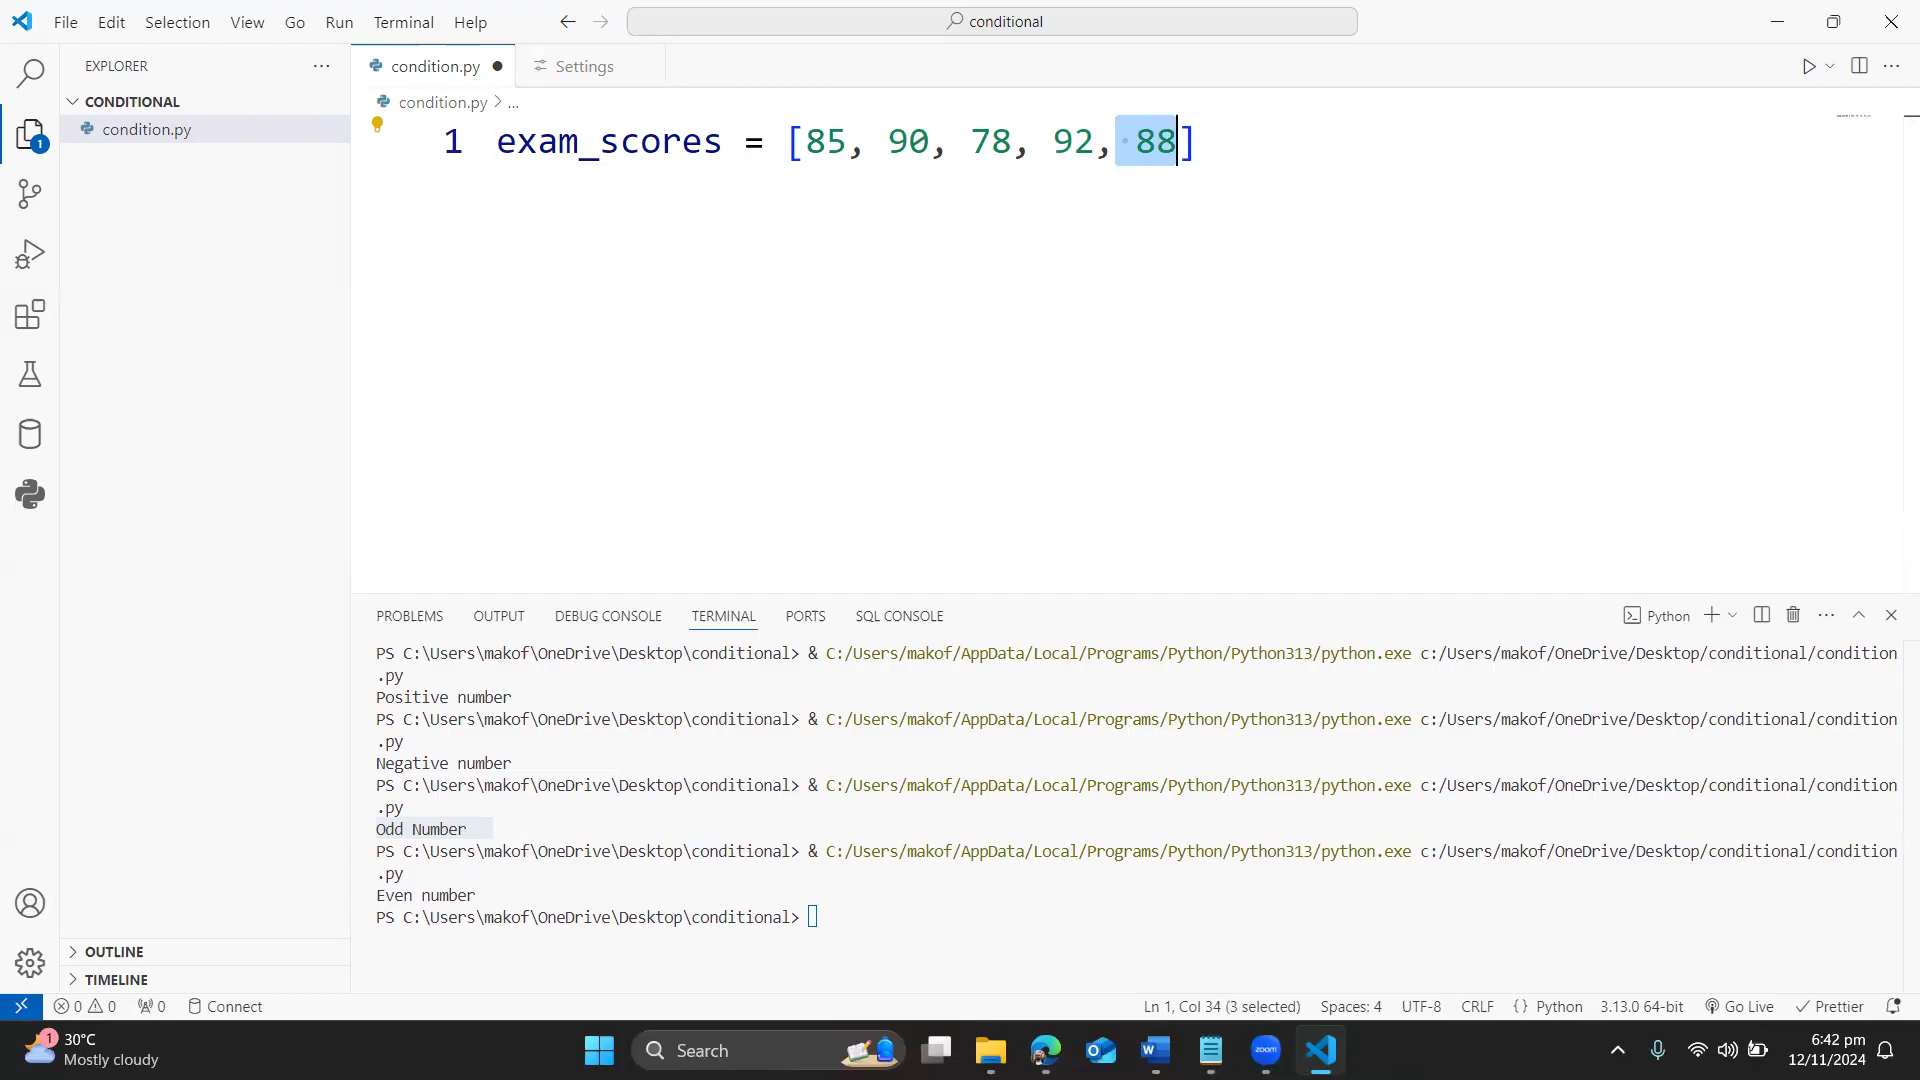 File Edit Selection View Go Run Terminal Help
conditional
EXPLORER
condition.py
Settings
CONDITIONAL
condition.py
1
condition.py > ...
1 exam_scores = [85, 90, 78, 92, 88]
PROBLEMS OUTPUT DEBUG CONSOLE TERMINAL PORTS SQL CONSOLE
Python
PS C:\Users\makof\OneDrive\Desktop\conditional> & C:/Users/makof/AppData/Local/Programs/Python/Python313/python.exe c:/Users/makof/OneDrive/Desktop/conditional/condition
.py
Positive number
PS C:\Users\makof\OneDrive\Desktop\conditional> & C:/Users/makof/AppData/Local/Programs/Python/Python313/python.exe c:/Users/makof/OneDrive/Desktop/conditional/condition
.py
Negative number
PS C:\Users\makof\OneDrive\Desktop\conditional> & C:/Users/makof/AppData/Local/Programs/Python/Python313/python.exe c:/Users/makof/OneDrive/Desktop/conditional/condition
.py
Odd Number
PS C:\Users\makof\OneDrive\Desktop\conditional> & C:/Users/makof/AppData/Local/Programs/Python/Python313/python.exe c:/Users/makof/OneDrive/Desktop/conditional/condition
.py
Even number
PS C:\Users\makof\OneDrive\Desktop\conditional>
OUTLINE
TIMELINE
0 0 0 Connect
Ln 1, Col 34 (3 selected) Spaces: 4 UTF-8 CRLF {} Python 3.13.0 64-bit Go Live Prettier
1
30°C
Mostly cloudy
Search
zoom
6:42 pm
12/11/2024